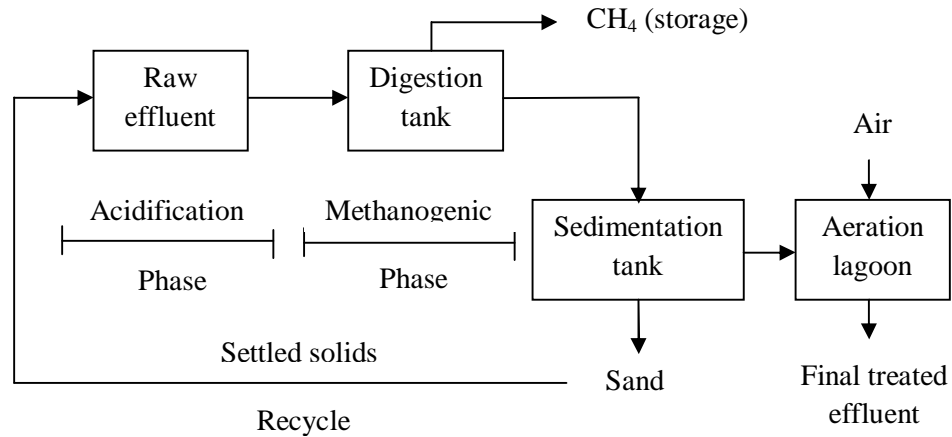 CH₄ (storage)
Raw
effluent
Digestion
tank
Air
Acidification
Phase
Methanogenic
Phase
Sedimentation
tank
Aeration
lagoon
Settled solids
Recycle
Sand
Final treated
effluent